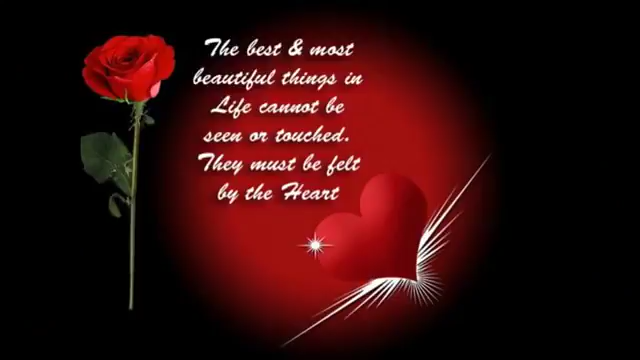 The best & most
beautiful things in
Life cannot be
seen or touched.
They must be felt
by the Heart